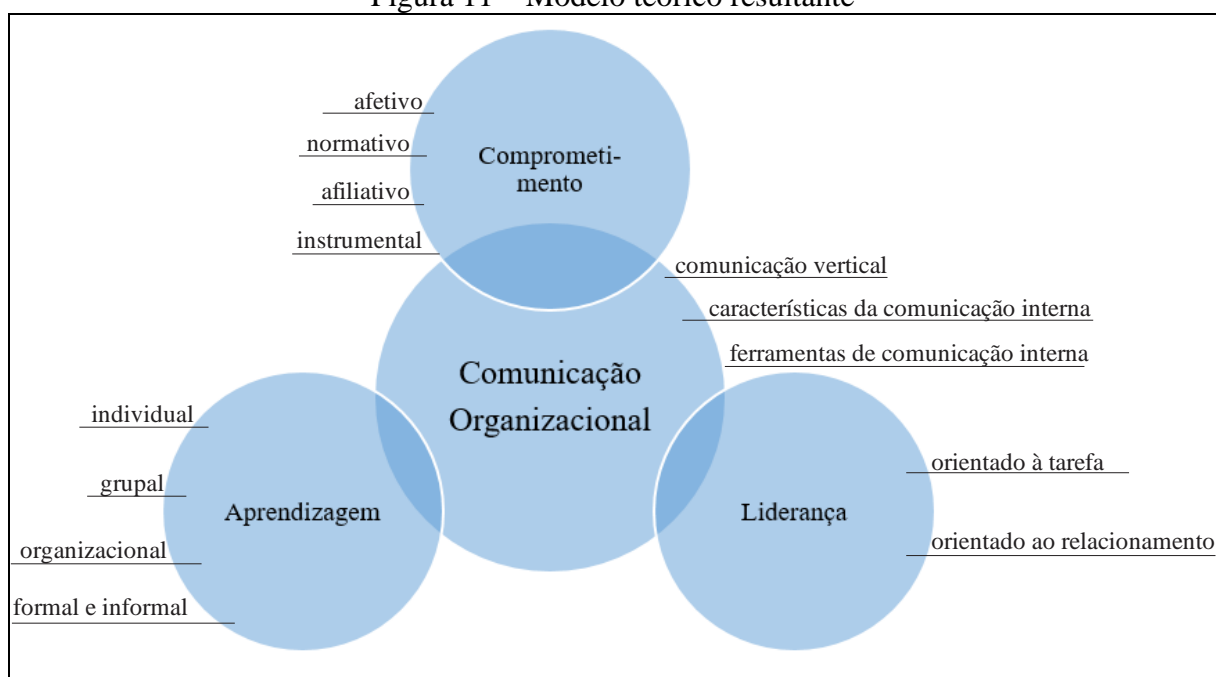 Figura 11 – Modelo teórico resultante
afetivo
normativo
afiliativo
instrumental
Comprometi-
mento
comunicação vertical
características da comunicação interna
ferramentas de comunicação interna
Comunicação
Organizacional
individual
grupal
organizacional
formal e informal
Aprendizagem
Liderança
orientado à tarefa
orientado ao relacionamento